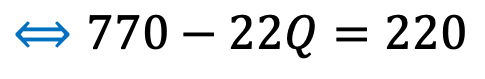 ⟺ 770 − 22Q = 220